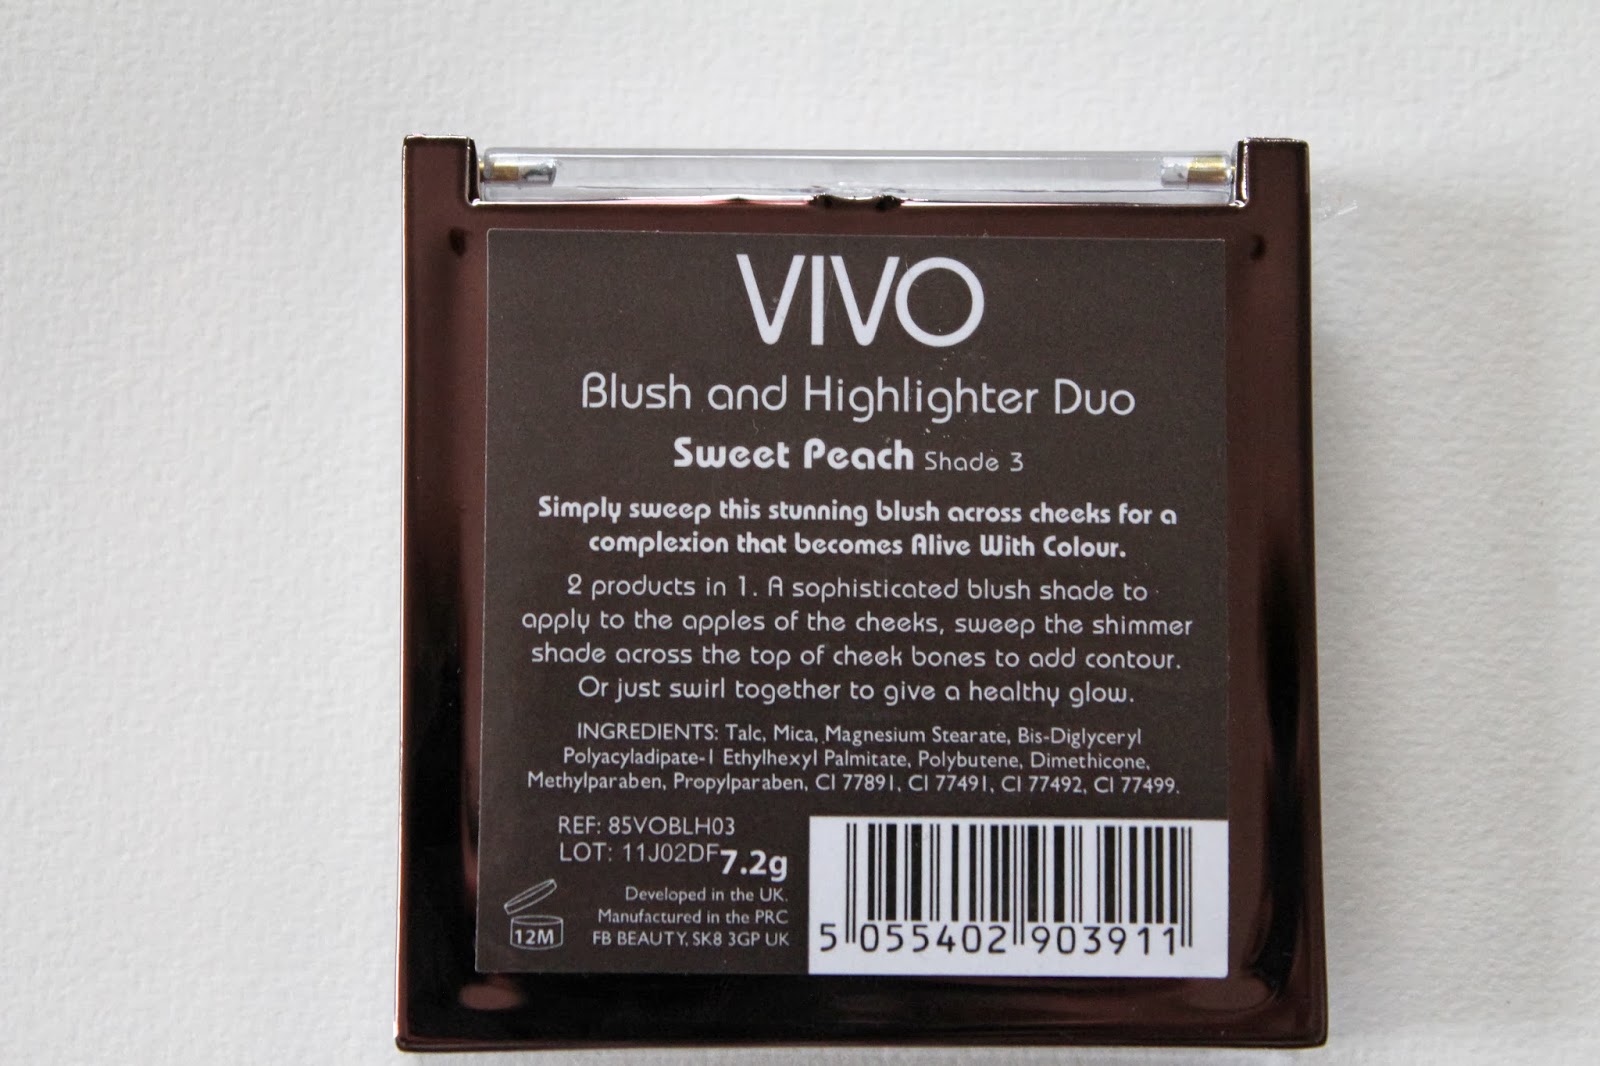 VIVO
Blush and Highlighter Duo
Sweet Peach Shade 3
Simply sweep this stunning blush across cheeks for a
complexion that becomes Alive With Colour.
2 products in 1. A sophisticated blush shade to
apply to the apples of the cheeks, sweep the shimmer
shade across the top of cheek bones to add contour.
Or just swirl together to give a healthy glow.
INGREDIENTS: Talc, Mica, Magnesium Stearate, Bis-Diglyceryl
Polyacyladipate-1 Ethylhexyl Palmitate, Polybutene, Dimethicone,
Methylparaben, Propylparaben, CI 77891, CI 77491, CI 77492, CI 77499.
REF: 85VOBLH03
LOT: 11J02DF
7.2g
Developed in the UK.
Manufactured in the PRC
FB BEAUTY, SK8 3GP UK
12M
5 055402 903911